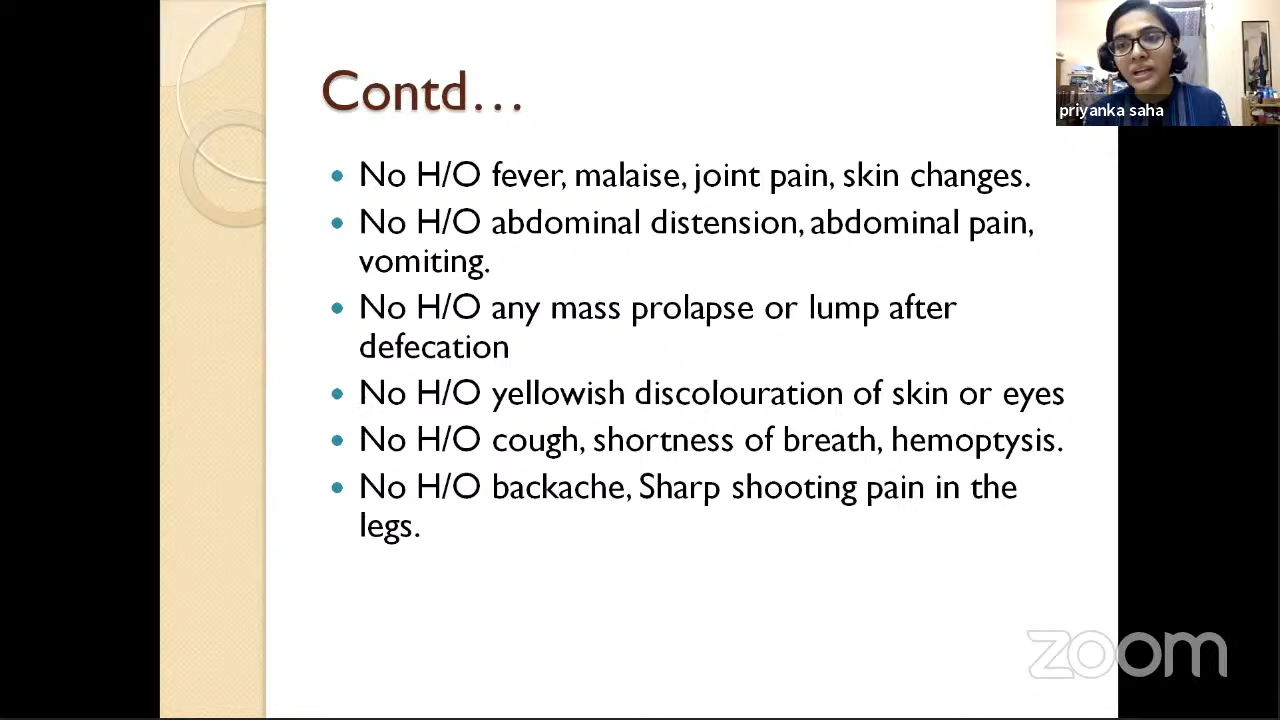 Contd...
priyanka saha
• No H/O fever, malaise, joint pain, skin changes.
• No H/O abdominal distension, abdominal pain,
vomiting.
• No H/O any mass prolapse or lump after
defecation
• No H/O yellowish discolouration of skin or eyes
• No H/O cough, shortness of breath, hemoptysis.
• No H/O backache, Sharp shooting pain in the
legs.
zoom